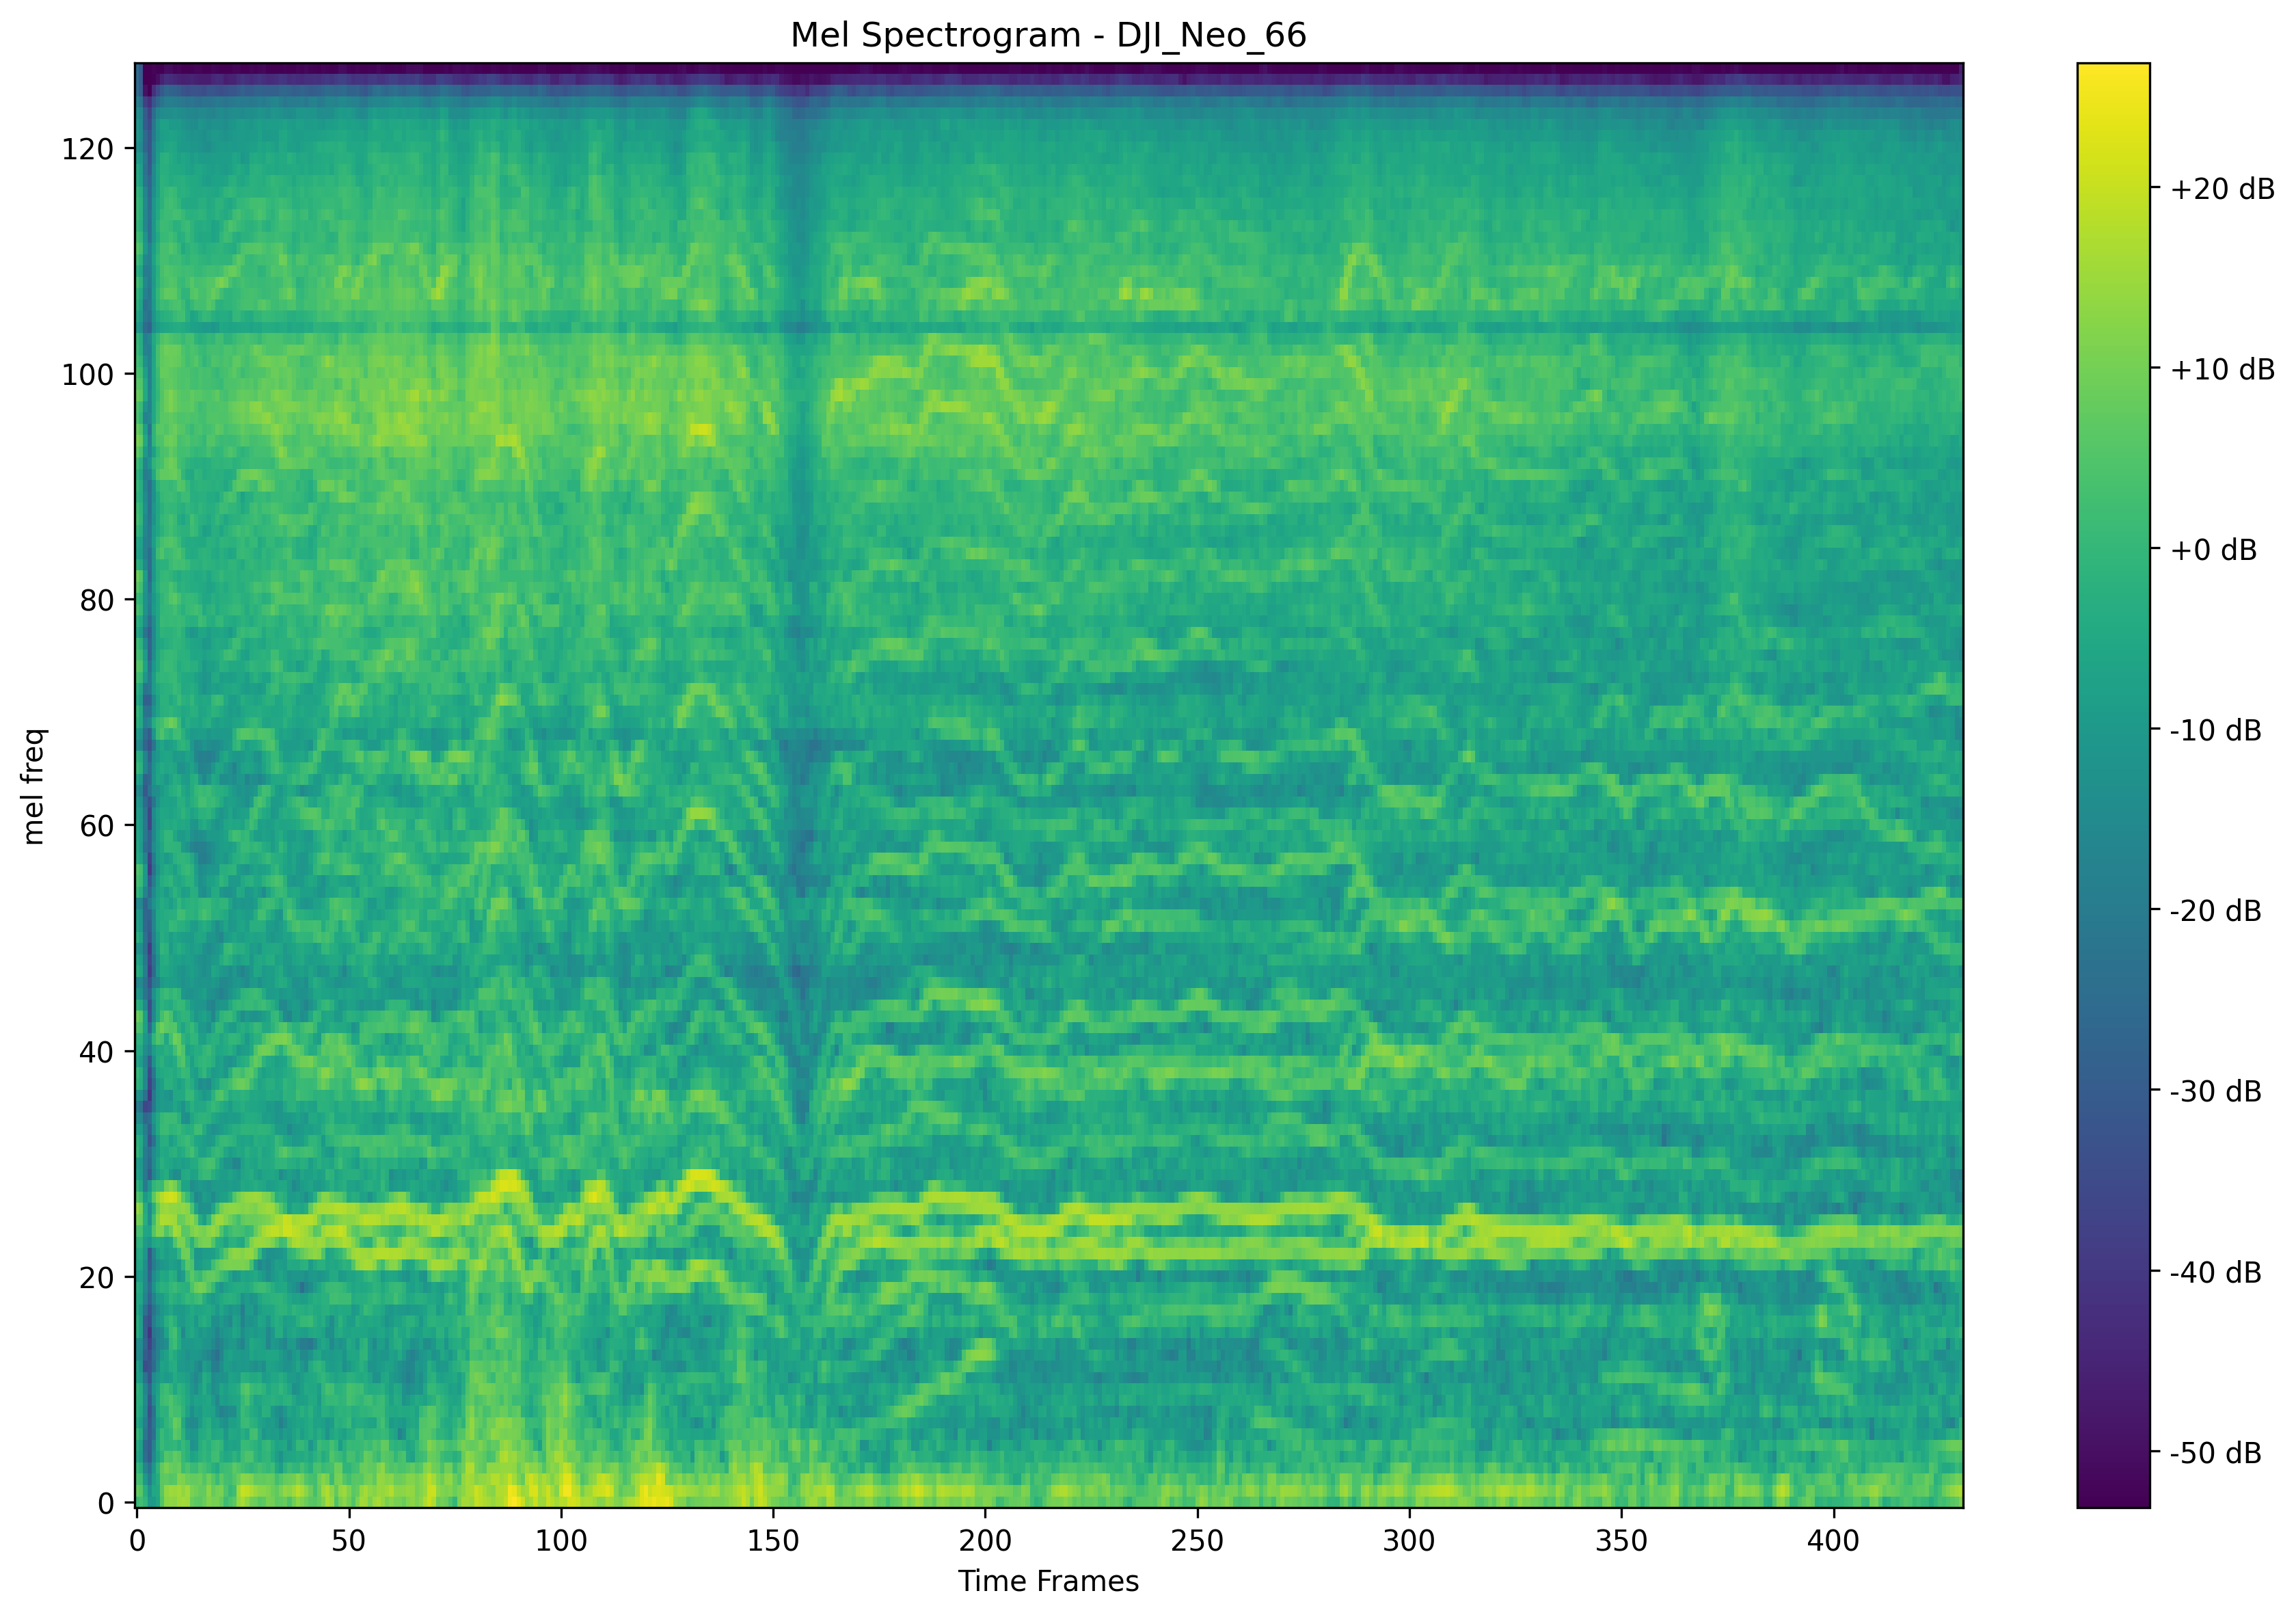 Mel Spectrogram - DJI_Neo_66
mel freq
120
100
80
60
40
20
0
0 50 100 150 200 250 300 350 400
Time Frames
+20 dB
+10 dB
+0 dB
-10 dB
-20 dB
-30 dB
-40 dB
-50 dB